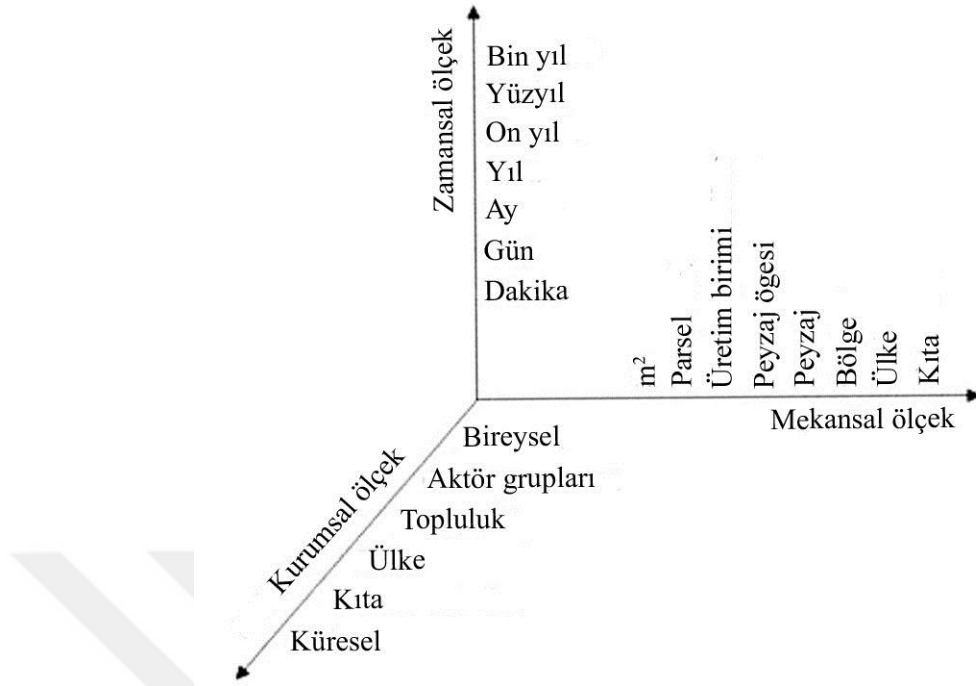 Zamansal ölçek
Bin yıl
Yüzyıl
On yıl
Yıl
Ay
Gün
Dakika
m²
Parsel
Üretim birimi
Peyzaj ögesi
Peyzaj
Bölge
Ülke
Kıta
Mekansal ölçek
Kurumsal ölçek
Bireysel
Aktör grupları
Topluluk
Ülke
Kıta
Küresel